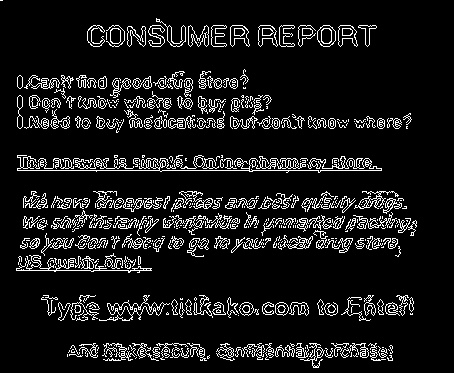 CONSUMER REPORT
! Can't find good drug store?
! Don't know where to buy pills?
! Need to buy medications but don't know where?
The answer is simple: Online pharmacy store.
We have cheapest prices and best quality drugs.
We ship instantly worldwide in unmarked packing,
so you don't need to go to your local drug store.
US quality only!
Type www.titikako.com to Enter!
And make secure, confidential purchase!